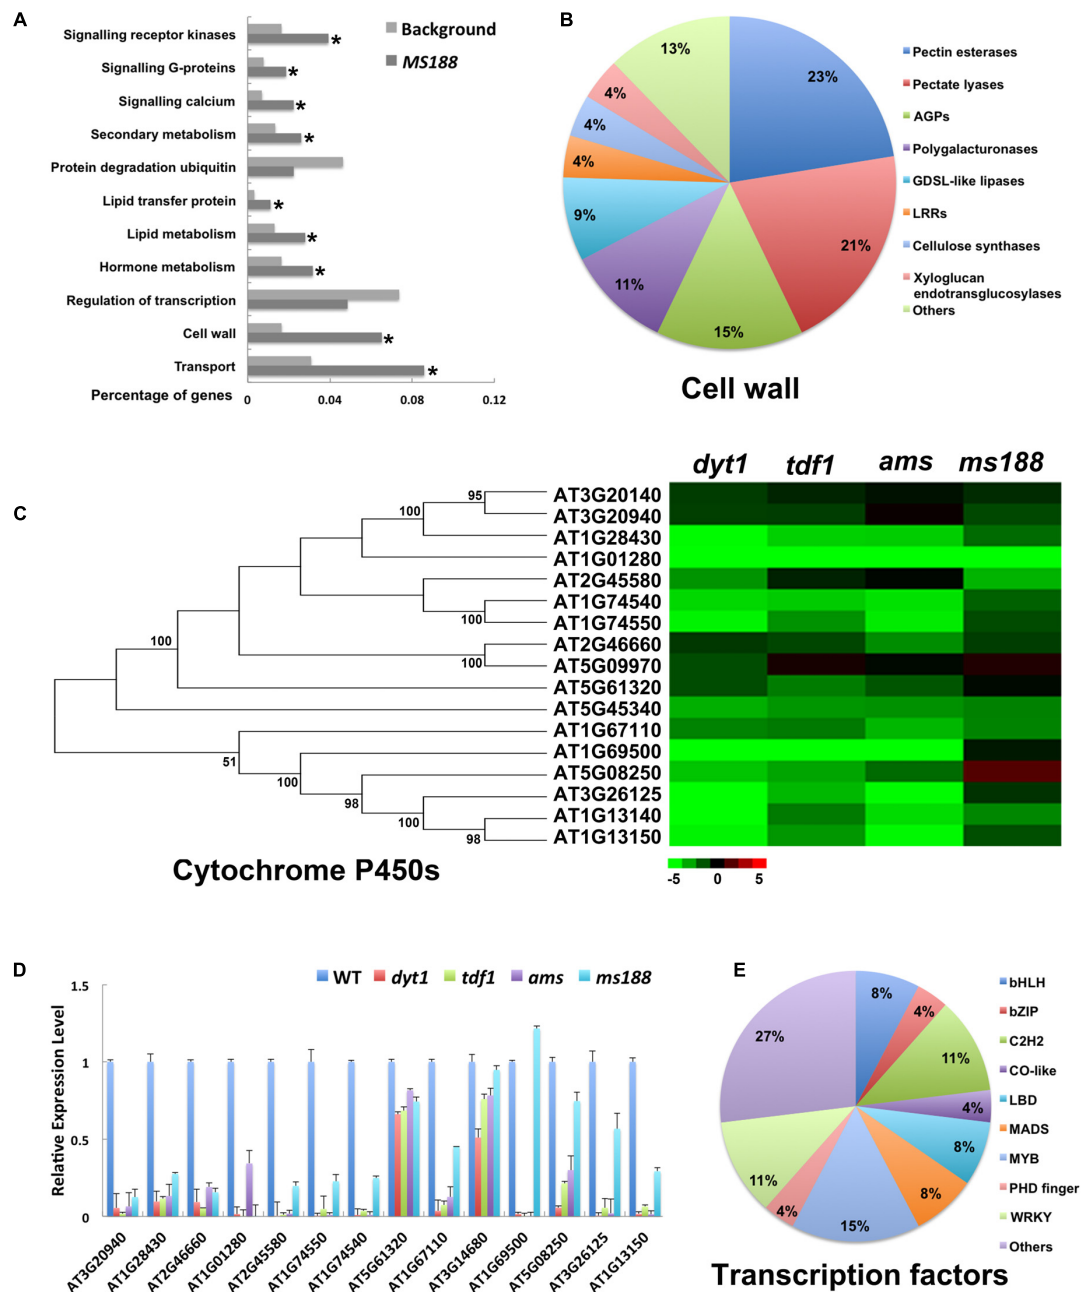 A
Signalling receptor kinases
Signalling G-proteins
Signalling calcium
Secondary metabolism
Protein degradation ubiquitin
Lipid transfer protein
Lipid metabolism
Hormone metabolism
Regulation of transcription
Cell wall
Transport
Percentage of genes
0 0.04 0.08 0.12
Background
MS188
* * * * * * * * *
B
23%
21%
15%
11%
9%
4%
4%
4%
13%
Pectin esterases
Pectate lyases
AGPs
Polygalacturonases
GDSL-like lipases
LRRs
Cellulose synthases
Xyloglucan
endotransglucosylases
Others
Cell wall
C
dyt1 tdf1 ams ms188
AT3G20140
AT3G20940
AT1G28430
AT1G01280
AT2G45580
AT1G74540
AT1G74550
AT2G46660
AT5G09970
AT5G61320
AT5G45340
AT1G67110
AT1G69500
AT5G08250
AT3G26125
AT1G13140
AT1G13150
95
100
100
100
100
51
100
98
100
98
-5 0 5
Cytochrome P450s
D
WT dyt1 tdf1 ams ms188
Relative Expression Level
1.5
1
0.5
0
AT3G20940
AT1G28430
AT2G46660
AT1G01280
AT2G45580
AT1G74550
AT1G74540
AT5G61320
AT1G67110
AT3G14680
AT1G69500
AT5G08250
AT3G26125
AT1G13150
E
8%
4%
11%
4%
8%
8%
15%
4%
11%
27%
bHLH
bZIP
C2H2
CO-like
LBD
MADS
MYB
PHD finger
WRKY
Others
Transcription factors